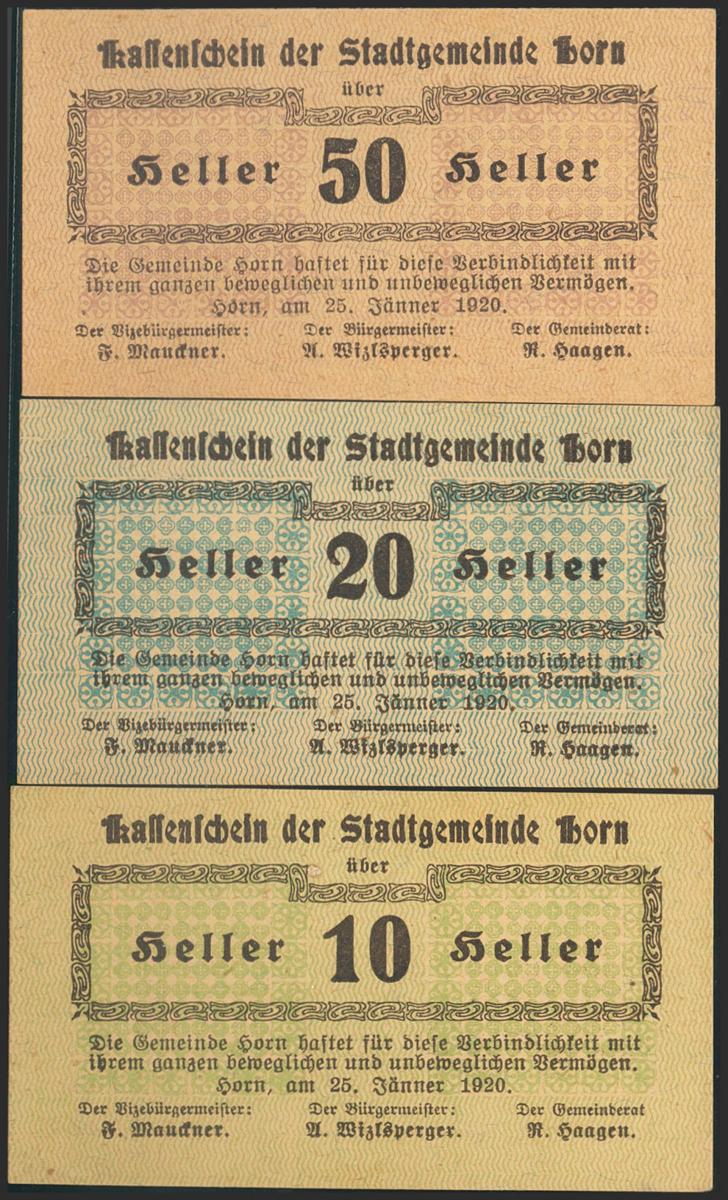 Kassenschein der Stadtgemeinde Horn
über
Heller 50 Heller
Die Gemeinde Horn haftet für diese Verbindlichkeit mit
ihrem ganzen beweglichen und unbeweglichen Vermögen.
Horn, am 25. Jänner 1920.
Der Vizebürgermeister: Der Bürgermeister: Der Gemeinderat:
F. Mauckner. A. Wizlsperger. R. Haagen.
Kassenschein der Stadtgemeinde Horn
über
Heller 20 Heller
Die Gemeinde Horn haftet für diese Verbindlichkeit mit
ihrem ganzen beweglichen und unbeweglichen Vermögen.
Horn, am 25. Jänner 1920.
Der Vizebürgermeister: Der Bürgermeister: Der Gemeinderat:
F. Mauckner. A. Wizlsperger. R. Haagen.
Kassenschein der Stadtgemeinde Horn
über
Heller 10 Heller
Die Gemeinde Horn haftet für diese Verbindlichkeit mit
ihrem ganzen beweglichen und unbeweglichen Vermögen.
Horn, am 25. Jänner 1920.
Der Vizebürgermeister: Der Bürgermeister: Der Gemeinderat
F. Mauckner. A. Wizlsperger. R. Haagen.